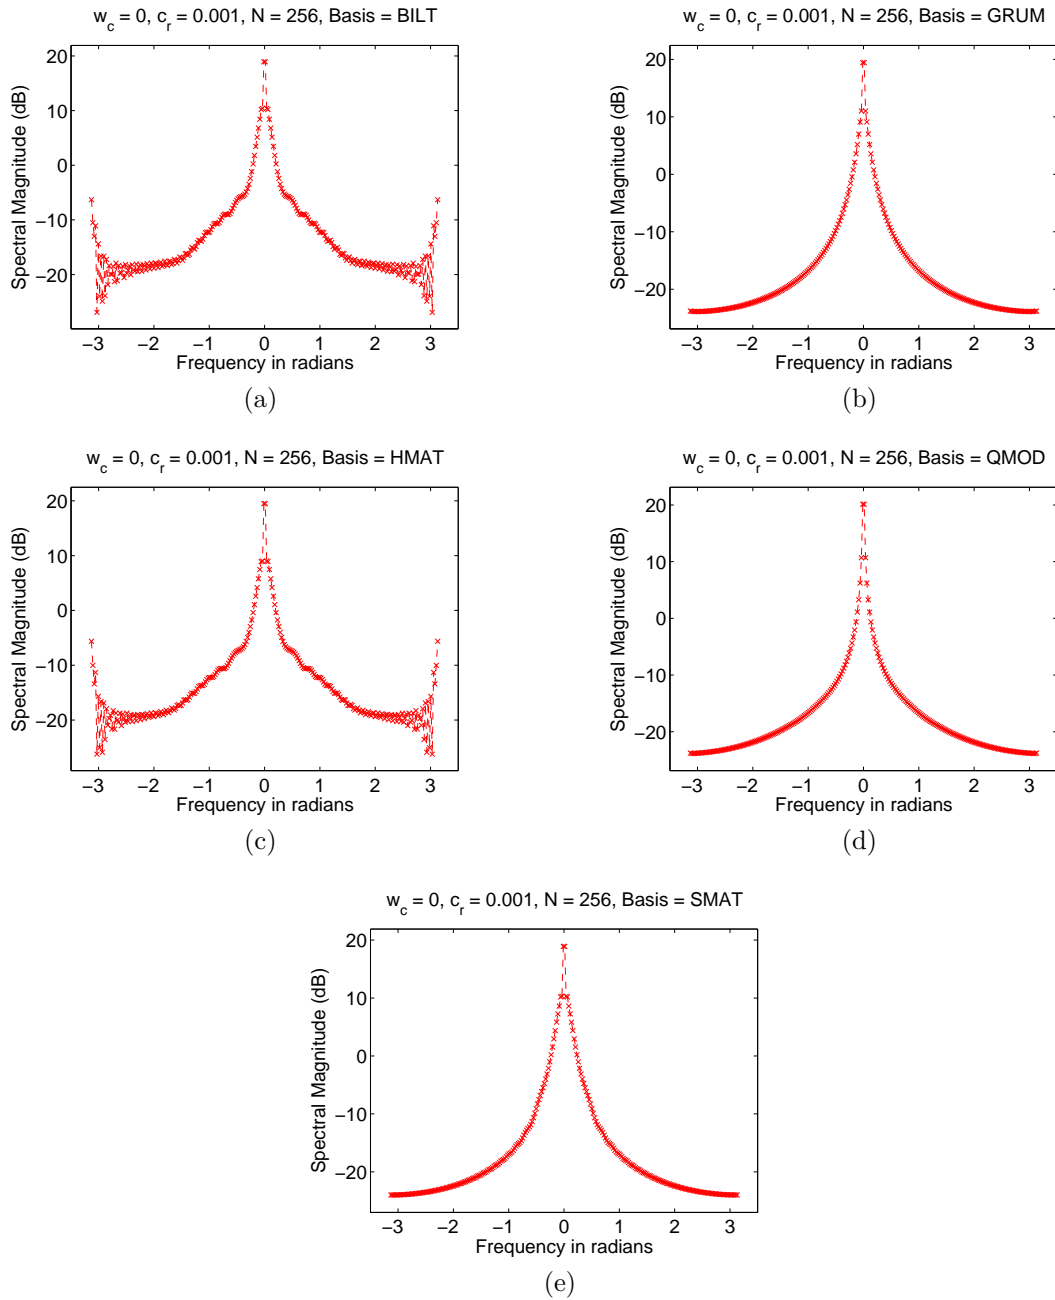 w_c = 0, c_r = 0.001, N = 256, Basis = BILT
20
10
0
−10
−20
Spectral Magnitude (dB)
−3 −2 −1 0 1 2 3
Frequency in radians
(a)
w_c = 0, c_r = 0.001, N = 256, Basis = GRUM
20
10
0
−10
−20
Spectral Magnitude (dB)
−3 −2 −1 0 1 2 3
Frequency in radians
(b)
w_c = 0, c_r = 0.001, N = 256, Basis = HMAT
20
10
0
−10
−20
Spectral Magnitude (dB)
−3 −2 −1 0 1 2 3
Frequency in radians
(c)
w_c = 0, c_r = 0.001, N = 256, Basis = QMOD
20
10
0
−10
−20
Spectral Magnitude (dB)
−3 −2 −1 0 1 2 3
Frequency in radians
(d)
w_c = 0, c_r = 0.001, N = 256, Basis = SMAT
20
10
0
−10
−20
Spectral Magnitude (dB)
−3 −2 −1 0 1 2 3
Frequency in radians
(e)